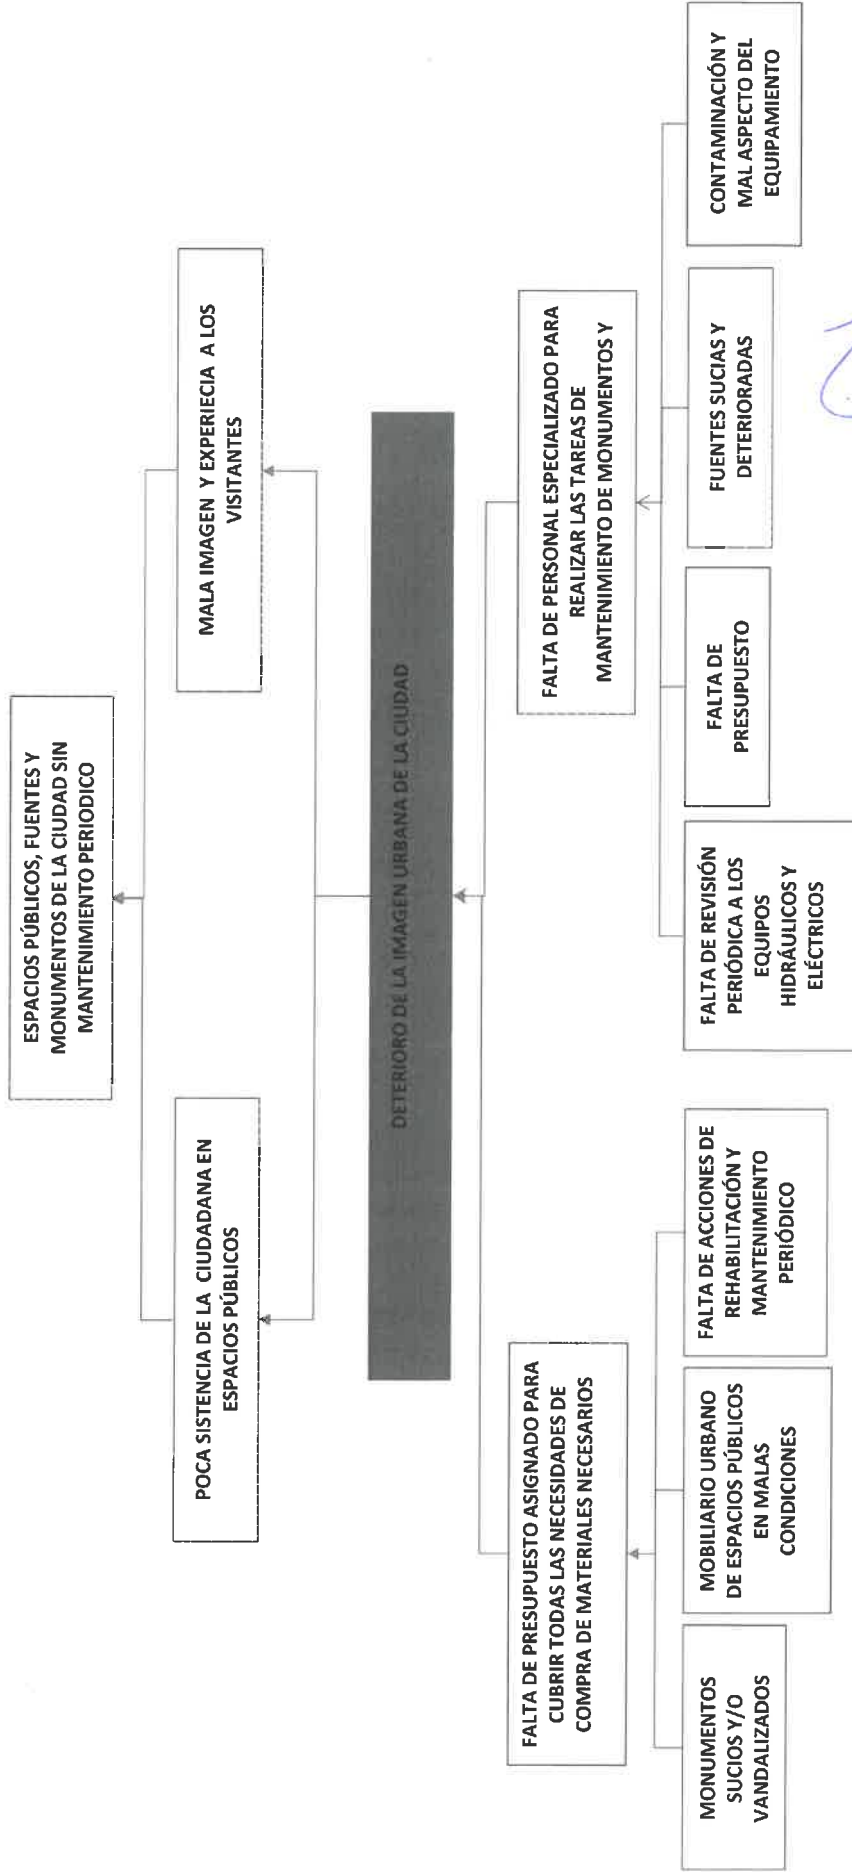 ESPACIOS PÚBLICOS, FUENTES Y
MONUMENTOS DE LA CIUDAD SIN
MANTENIMIENTO PERIODICO
POCA SISTENCIA DE LA CIUDADANA EN
ESPACIOS PÚBLICOS
MALA IMAGEN Y EXPERIECIA A LOS
VISITANTES
DETERIORO DE LA IMAGEN URBANA DE LA CIUDAD
FALTA DE PRESUPUESTO ASIGNADO PARA
CUBRIR TODAS LAS NECESIDADES DE
COMPRA DE MATERIALES NECESARIOS
FALTA DE PERSONAL ESPECIALIZADO PARA
REALIZAR LAS TAREAS DE
MANTENIMIENTO DE MONUMENTOS Y
MONUMENTOS
SUCIOS Y/O
VANDALIZADOS
MOBILIARIO URBANO
DE ESPACIOS PÚBLICOS
EN MALAS
CONDICIONES
FALTA DE ACCIONES DE
REHABILITACIÓN Y
MANTENIMIENTO
PERIÓDICO
FALTA DE REVISIÓN
PERIÓDICA A LOS
EQUIPOS
HIDRÁULICOS Y
ELÉCTRICOS
FALTA DE
PRESUPUESTO
FUENTES SUCIAS Y
DETERIORADAS
CONTAMINACIÓN Y
MAL ASPECTO DEL
EQUIPAMIENTO